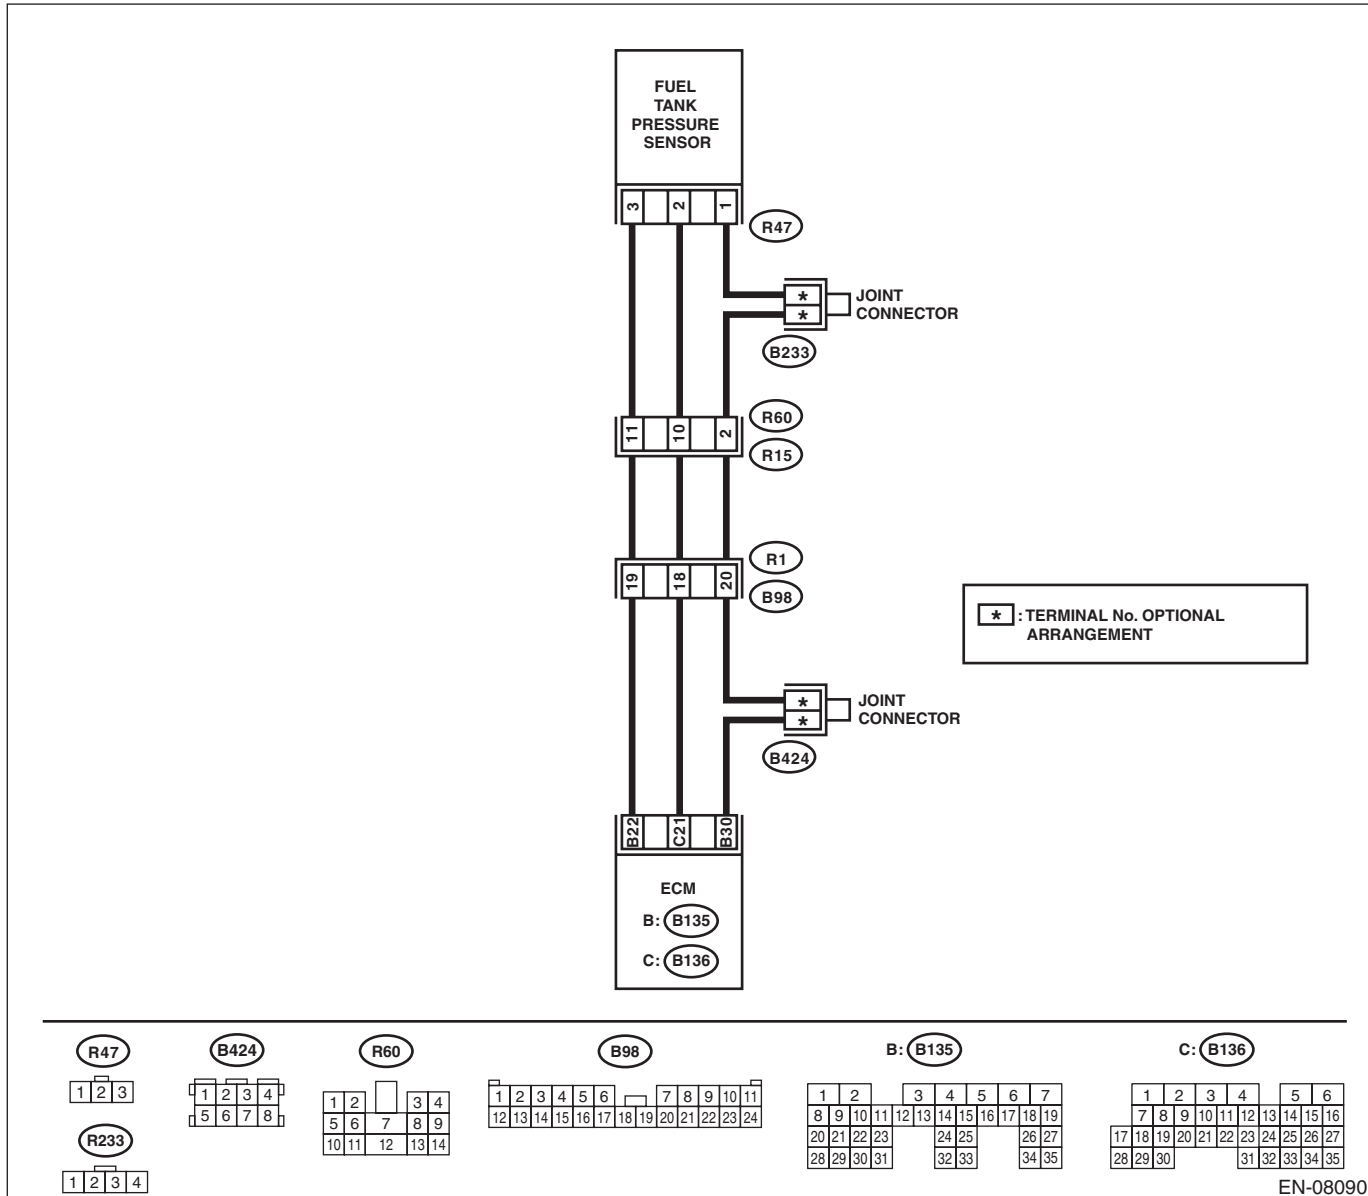 FUEL
TANK
PRESSURE
SENSOR
3 2 1
R47
* JOINT
* CONNECTOR
B233
R60
11 10 2
R15
R1
19 18 20
B98
* : TERMINAL No. OPTIONAL
ARRANGEMENT
* JOINT
* CONNECTOR
B424
B22 C21 B30
ECM
B: B135
C: B136
R47
1 2 3
R233
1 2 3 4
B424
1 2 3 4
5 6 7 8
R60
1 2 3 4
5 6 7 8 9
10 11 12 13 14
B98
1 2 3 4 5 6 7 8 9 10 11
12 13 14 15 16 17 18 19 20 21 22 23 24
B: B135
1 2 3 4 5 6 7
8 9 10 11 12 13 14 15 16 17 18 19
20 21 22 23 24 25 26 27
28 29 30 31 32 33 34 35
C: B136
1 2 3 4 5 6
7 8 9 10 11 12 13 14 15 16
17 18 19 20 21 22 23 24 25 26 27
28 29 30 31 32 33 34 35
EN-08090